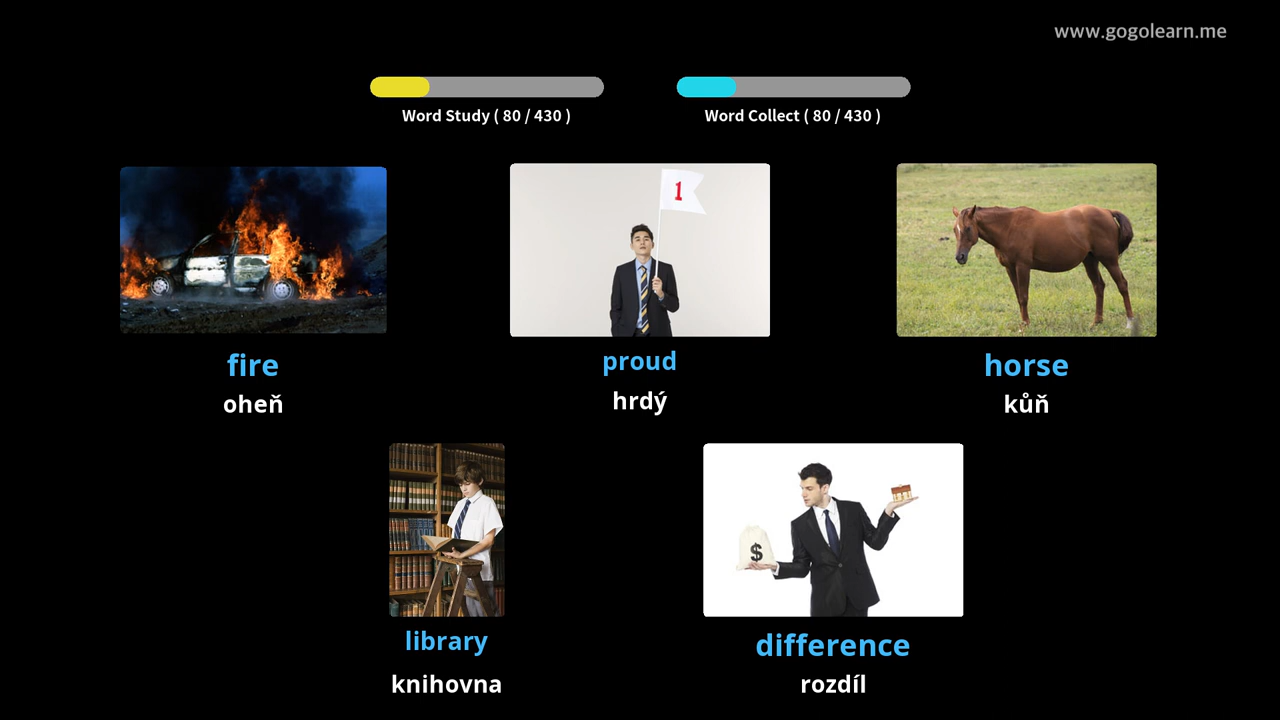 www.gogolearn.me
Word Study ( 80 / 430 )
Word Collect ( 80 / 430 )
1
fire
oheň
proud
hrdý
horse
kůň
$
library
knihovna
difference
rozdíl